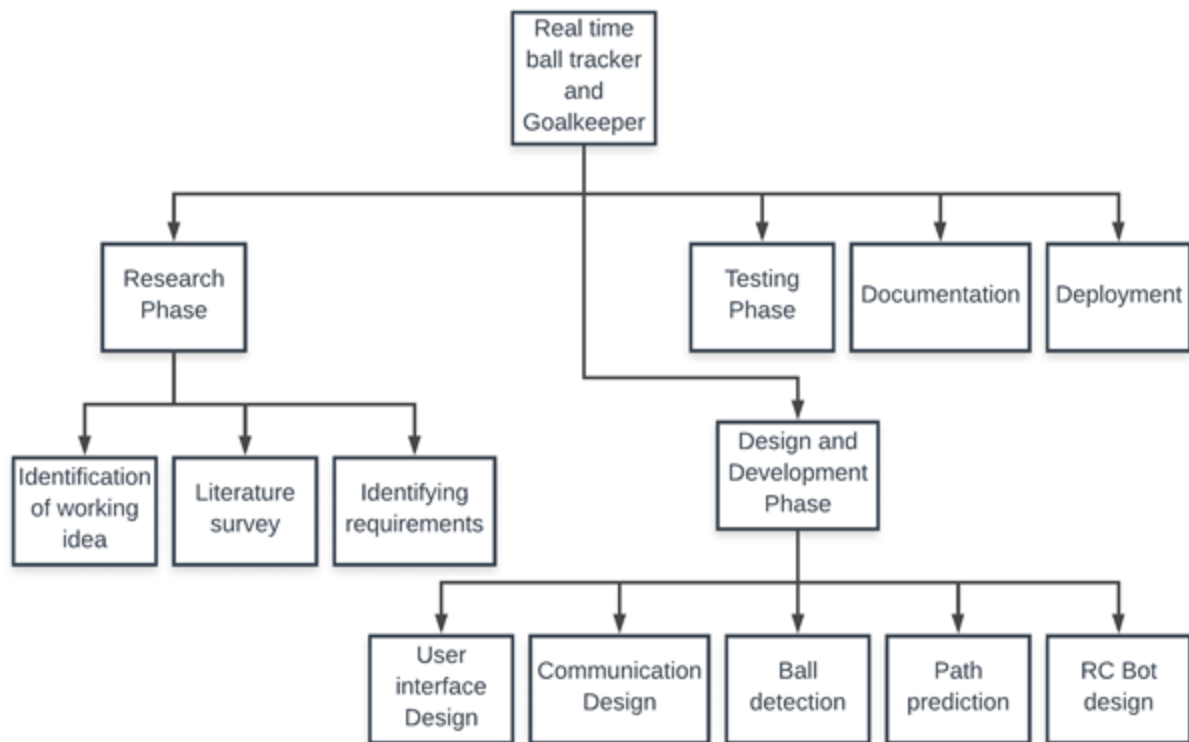 Real time
ball tracker
and
Goalkeeper
Research
Phase
Testing
Phase
Documentation
Deployment
Design and
Development
Phase
Identification
of working
idea
Literature
survey
Identifying
requirements
User
interface
Design
Communication
Design
Ball
detection
Path
prediction
RC Bot
design